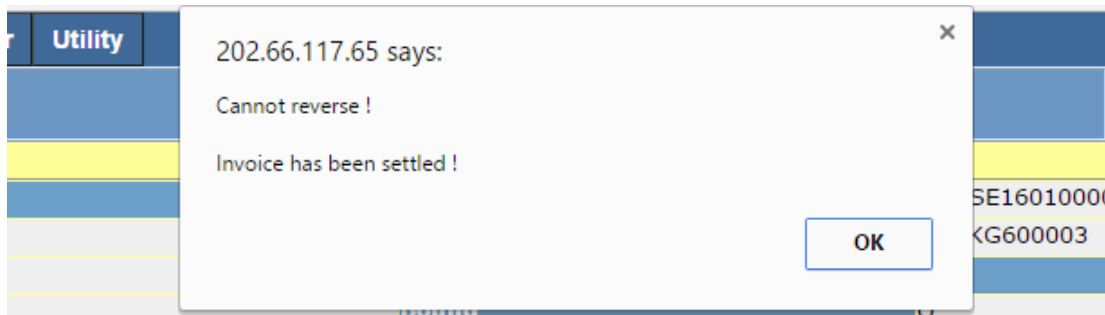 Utility
202.66.117.65 says:
Cannot reverse !
Invoice has been settled !
SE1601000
KG600003
OK